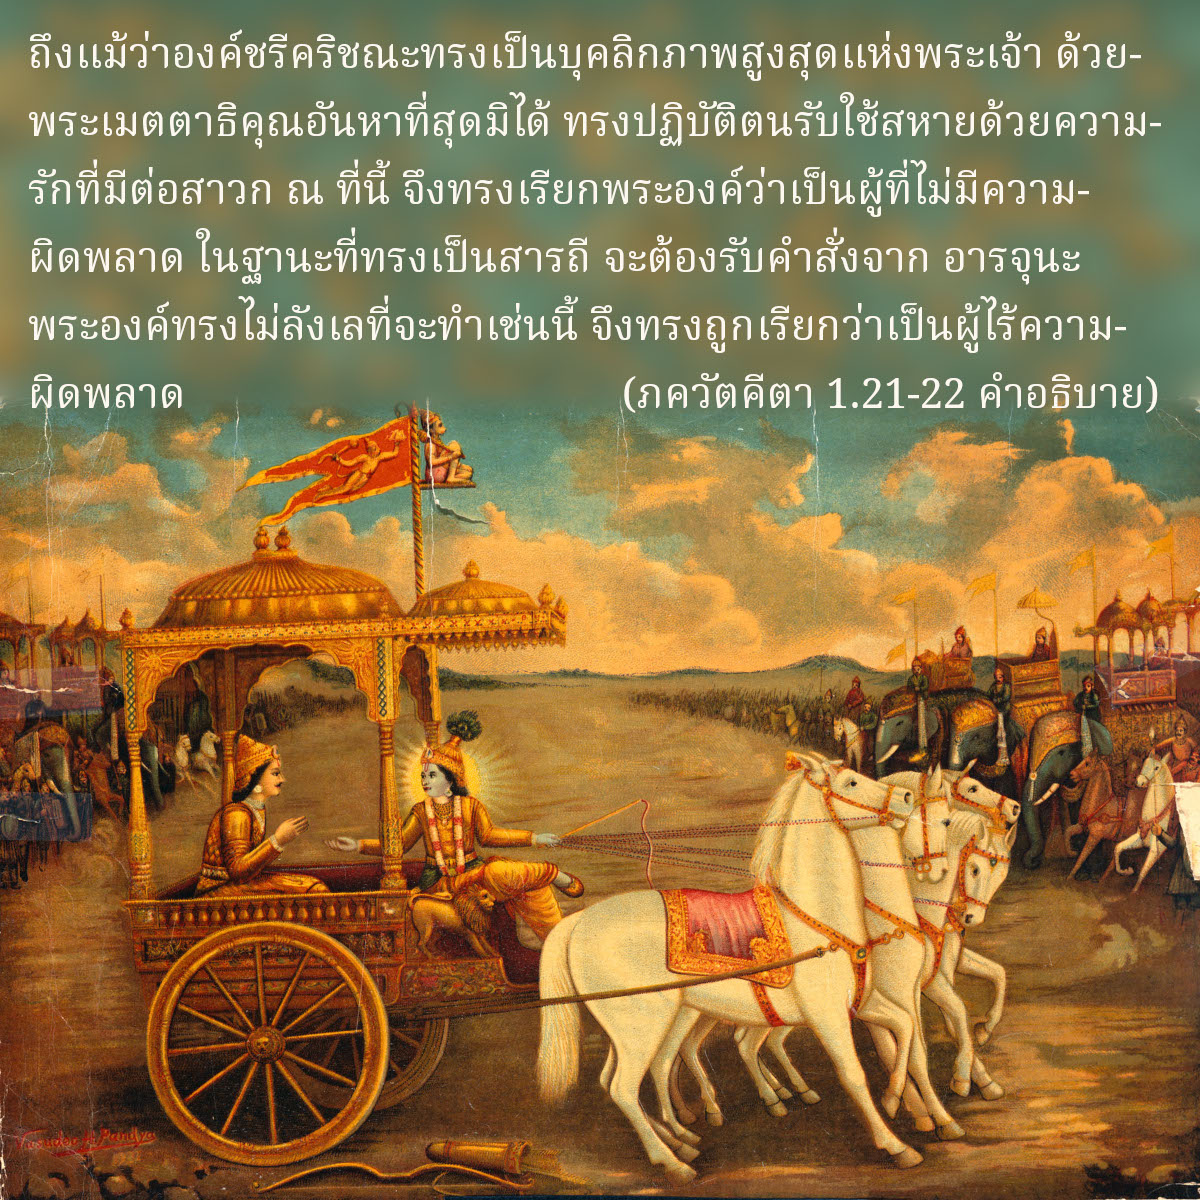 ถึงแม้ว่าองค์ชรีคริชณะทรงเป็นบุคลิกภาพสูงสุดแห่งพระเจ้า ด้วย-
พระเมตตาธิคุณอันหาที่สุดมิได้ ทรงปฏิบัติตนรับใช้สหายด้วยความ-
รักที่มีต่อสาวก ณ ที่นี้ จึงทรงเรียกพระองค์ว่าเป็นผู้ที่ไม่มีความ-
ผิดพลาด ในฐานะที่ทรงเป็นสารถี จะต้องรับคำสั่งจาก อารจุนะ
พระองค์ทรงไม่ลังเลที่จะทำเช่นนี้ จึงทรงถูกเรียกว่าเป็นผู้ไร้ความ-
ผิดพลาด (ภควัตคีตา 1.21-22 คำอธิบาย)
Pandya